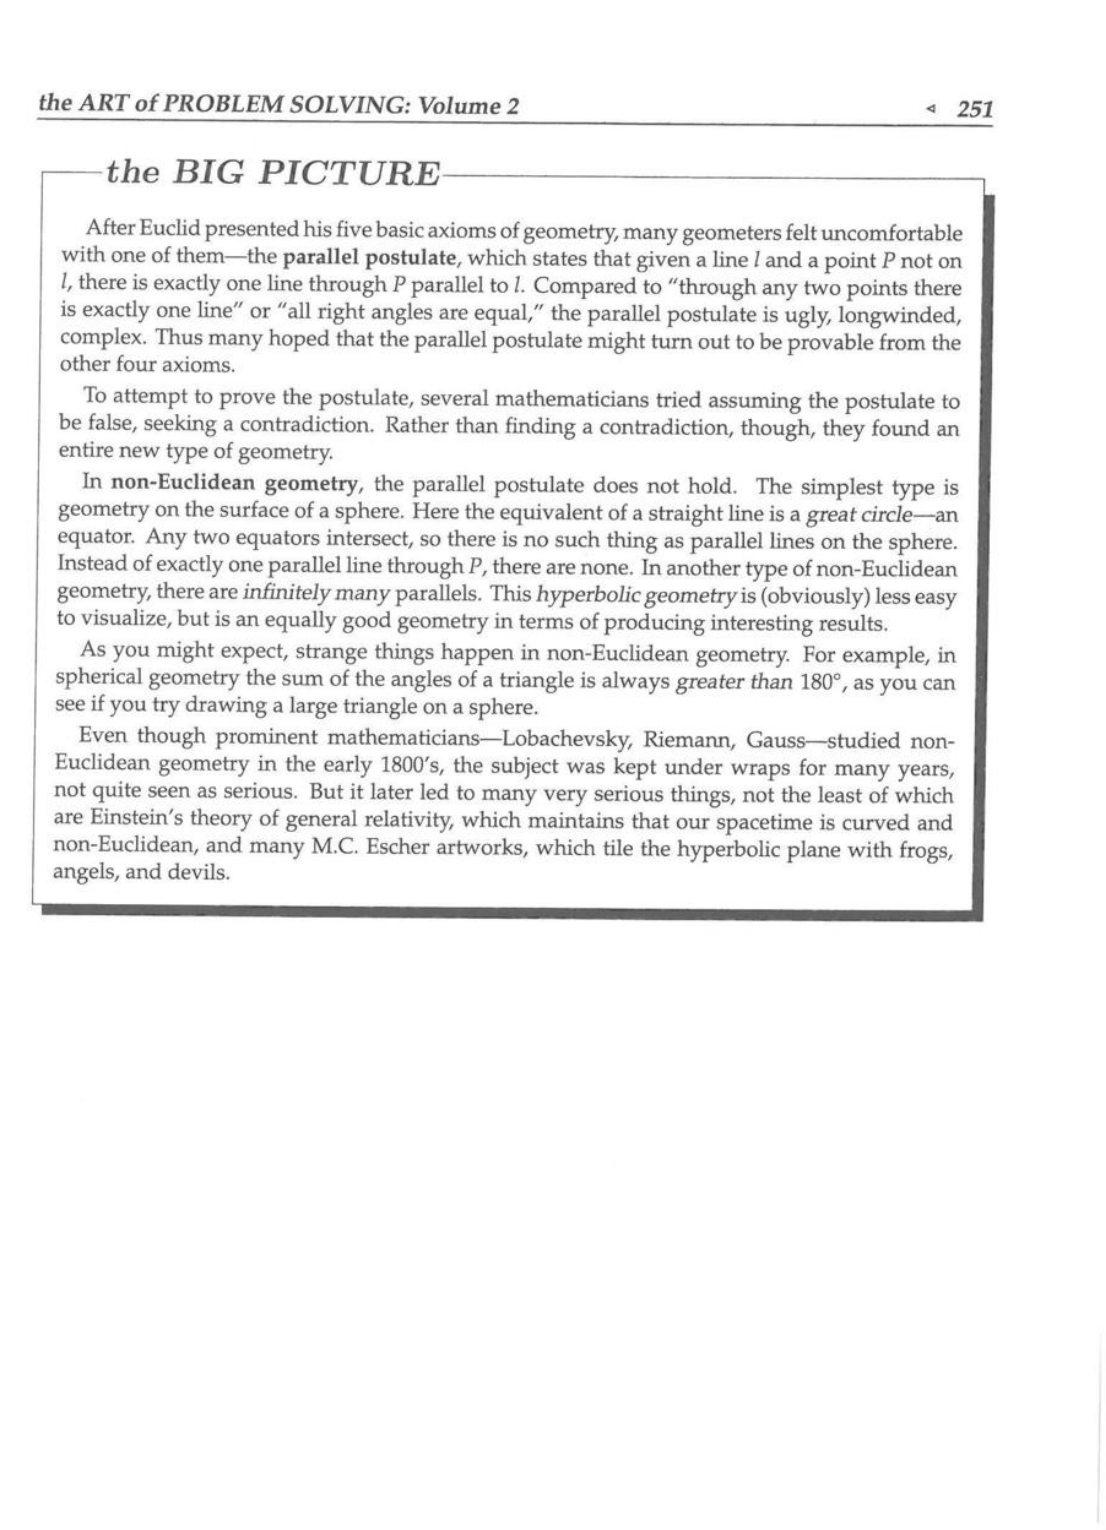 the ART of PROBLEM SOLVING: Volume 2 ◁ 251
the BIG PICTURE
After Euclid presented his five basic axioms of geometry, many geometers felt uncomfortable
with one of them—the parallel postulate, which states that given a line l and a point P not on
l, there is exactly one line through P parallel to l. Compared to "through any two points there
is exactly one line" or "all right angles are equal," the parallel postulate is ugly, longwinded,
complex. Thus many hoped that the parallel postulate might turn out to be provable from the
other four axioms.
To attempt to prove the postulate, several mathematicians tried assuming the postulate to
be false, seeking a contradiction. Rather than finding a contradiction, though, they found an
entire new type of geometry.
In non-Euclidean geometry, the parallel postulate does not hold. The simplest type is
geometry on the surface of a sphere. Here the equivalent of a straight line is a great circle—an
equator. Any two equators intersect, so there is no such thing as parallel lines on the sphere.
Instead of exactly one parallel line through P, there are none. In another type of non-Euclidean
geometry, there are infinitely many parallels. This hyperbolic geometry is (obviously) less easy
to visualize, but is an equally good geometry in terms of producing interesting results.
As you might expect, strange things happen in non-Euclidean geometry. For example, in
spherical geometry the sum of the angles of a triangle is always greater than 180°, as you can
see if you try drawing a large triangle on a sphere.
Even though prominent mathematicians—Lobachevsky, Riemann, Gauss—studied non-
Euclidean geometry in the early 1800's, the subject was kept under wraps for many years,
not quite seen as serious. But it later led to many very serious things, not the least of which
are Einstein's theory of general relativity, which maintains that our spacetime is curved and
non-Euclidean, and many M.C. Escher artworks, which tile the hyperbolic plane with frogs,
angels, and devils.